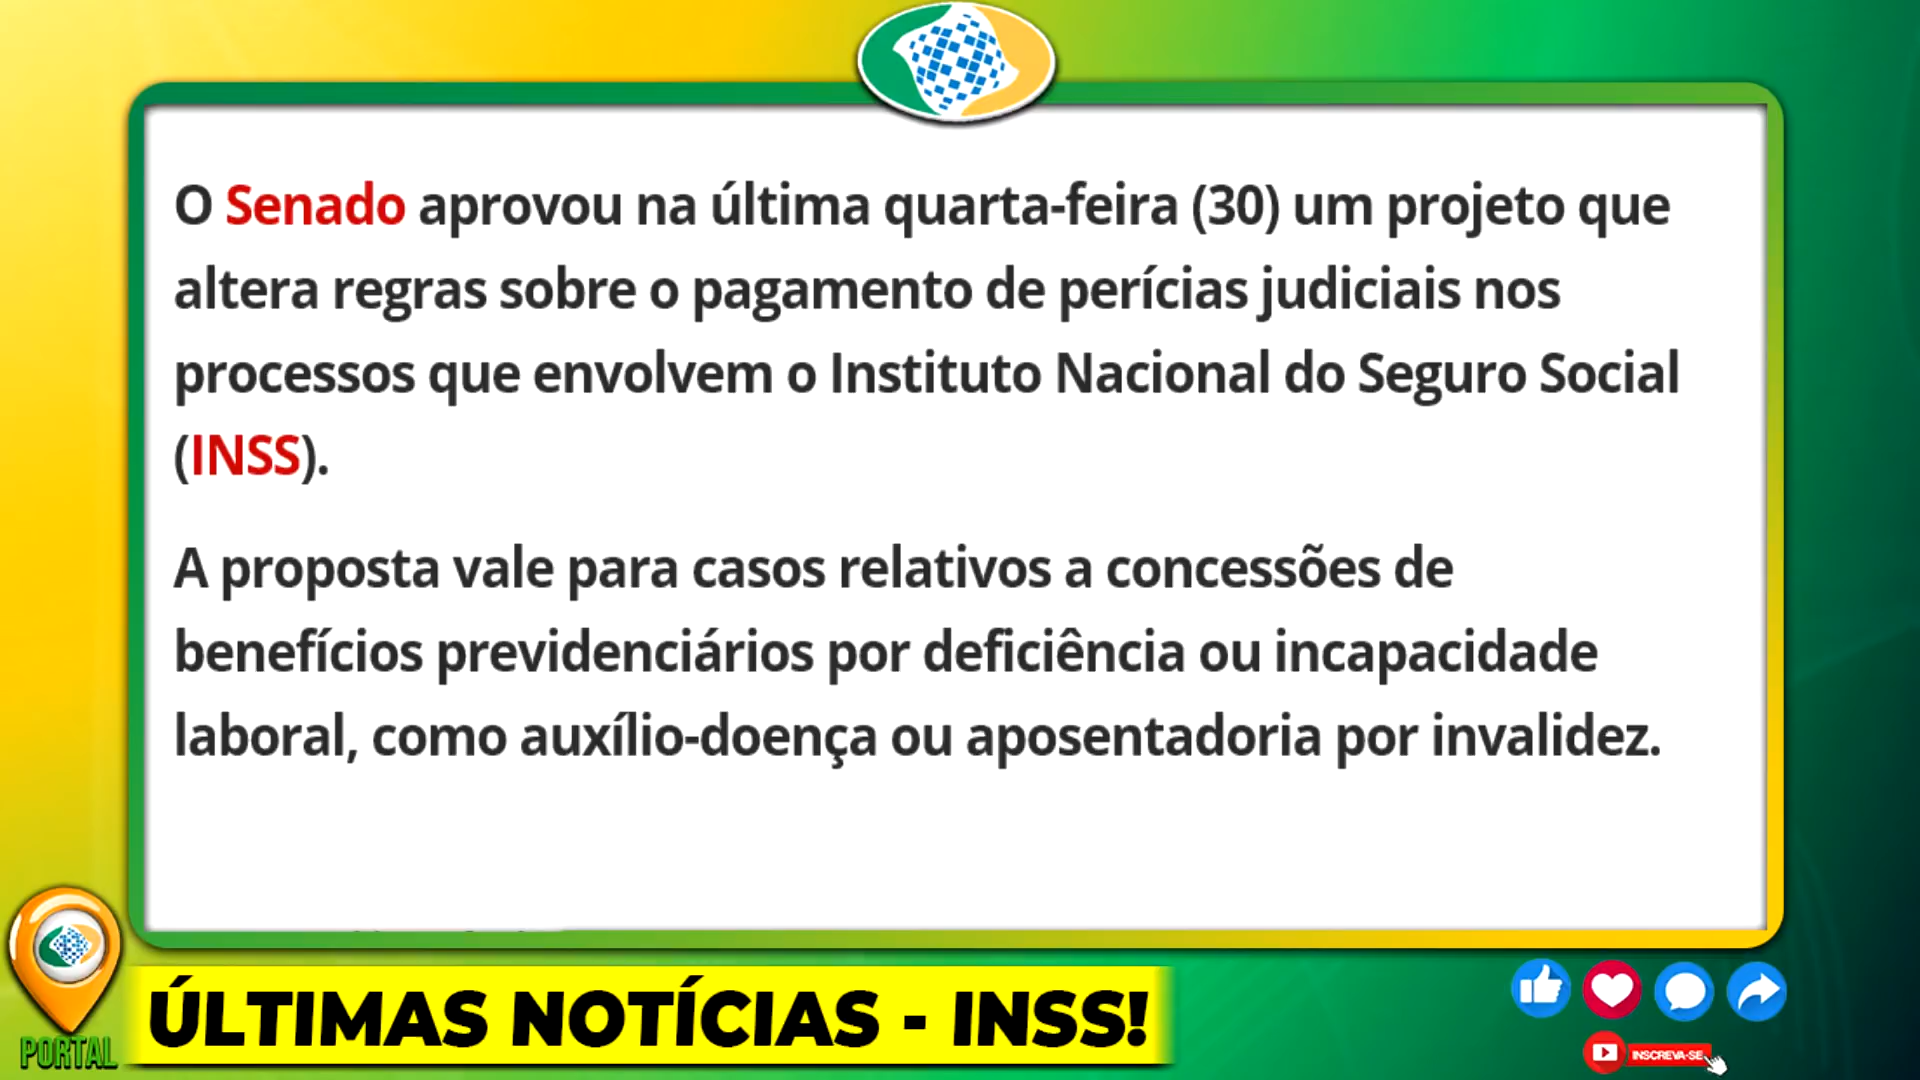 O Senado aprovou na última quarta-feira (30) um projeto que
altera regras sobre o pagamento de perícias judiciais nos
processos que envolvem o Instituto Nacional do Seguro Social
(INSS).
A proposta vale para casos relativos a concessões de
benefícios previdenciários por deficiência ou incapacidade
laboral, como auxílio-doença ou aposentadoria por invalidez.
ÚLTIMAS NOTÍCIAS - INSS!
PORTAL
INSCREVA-SE